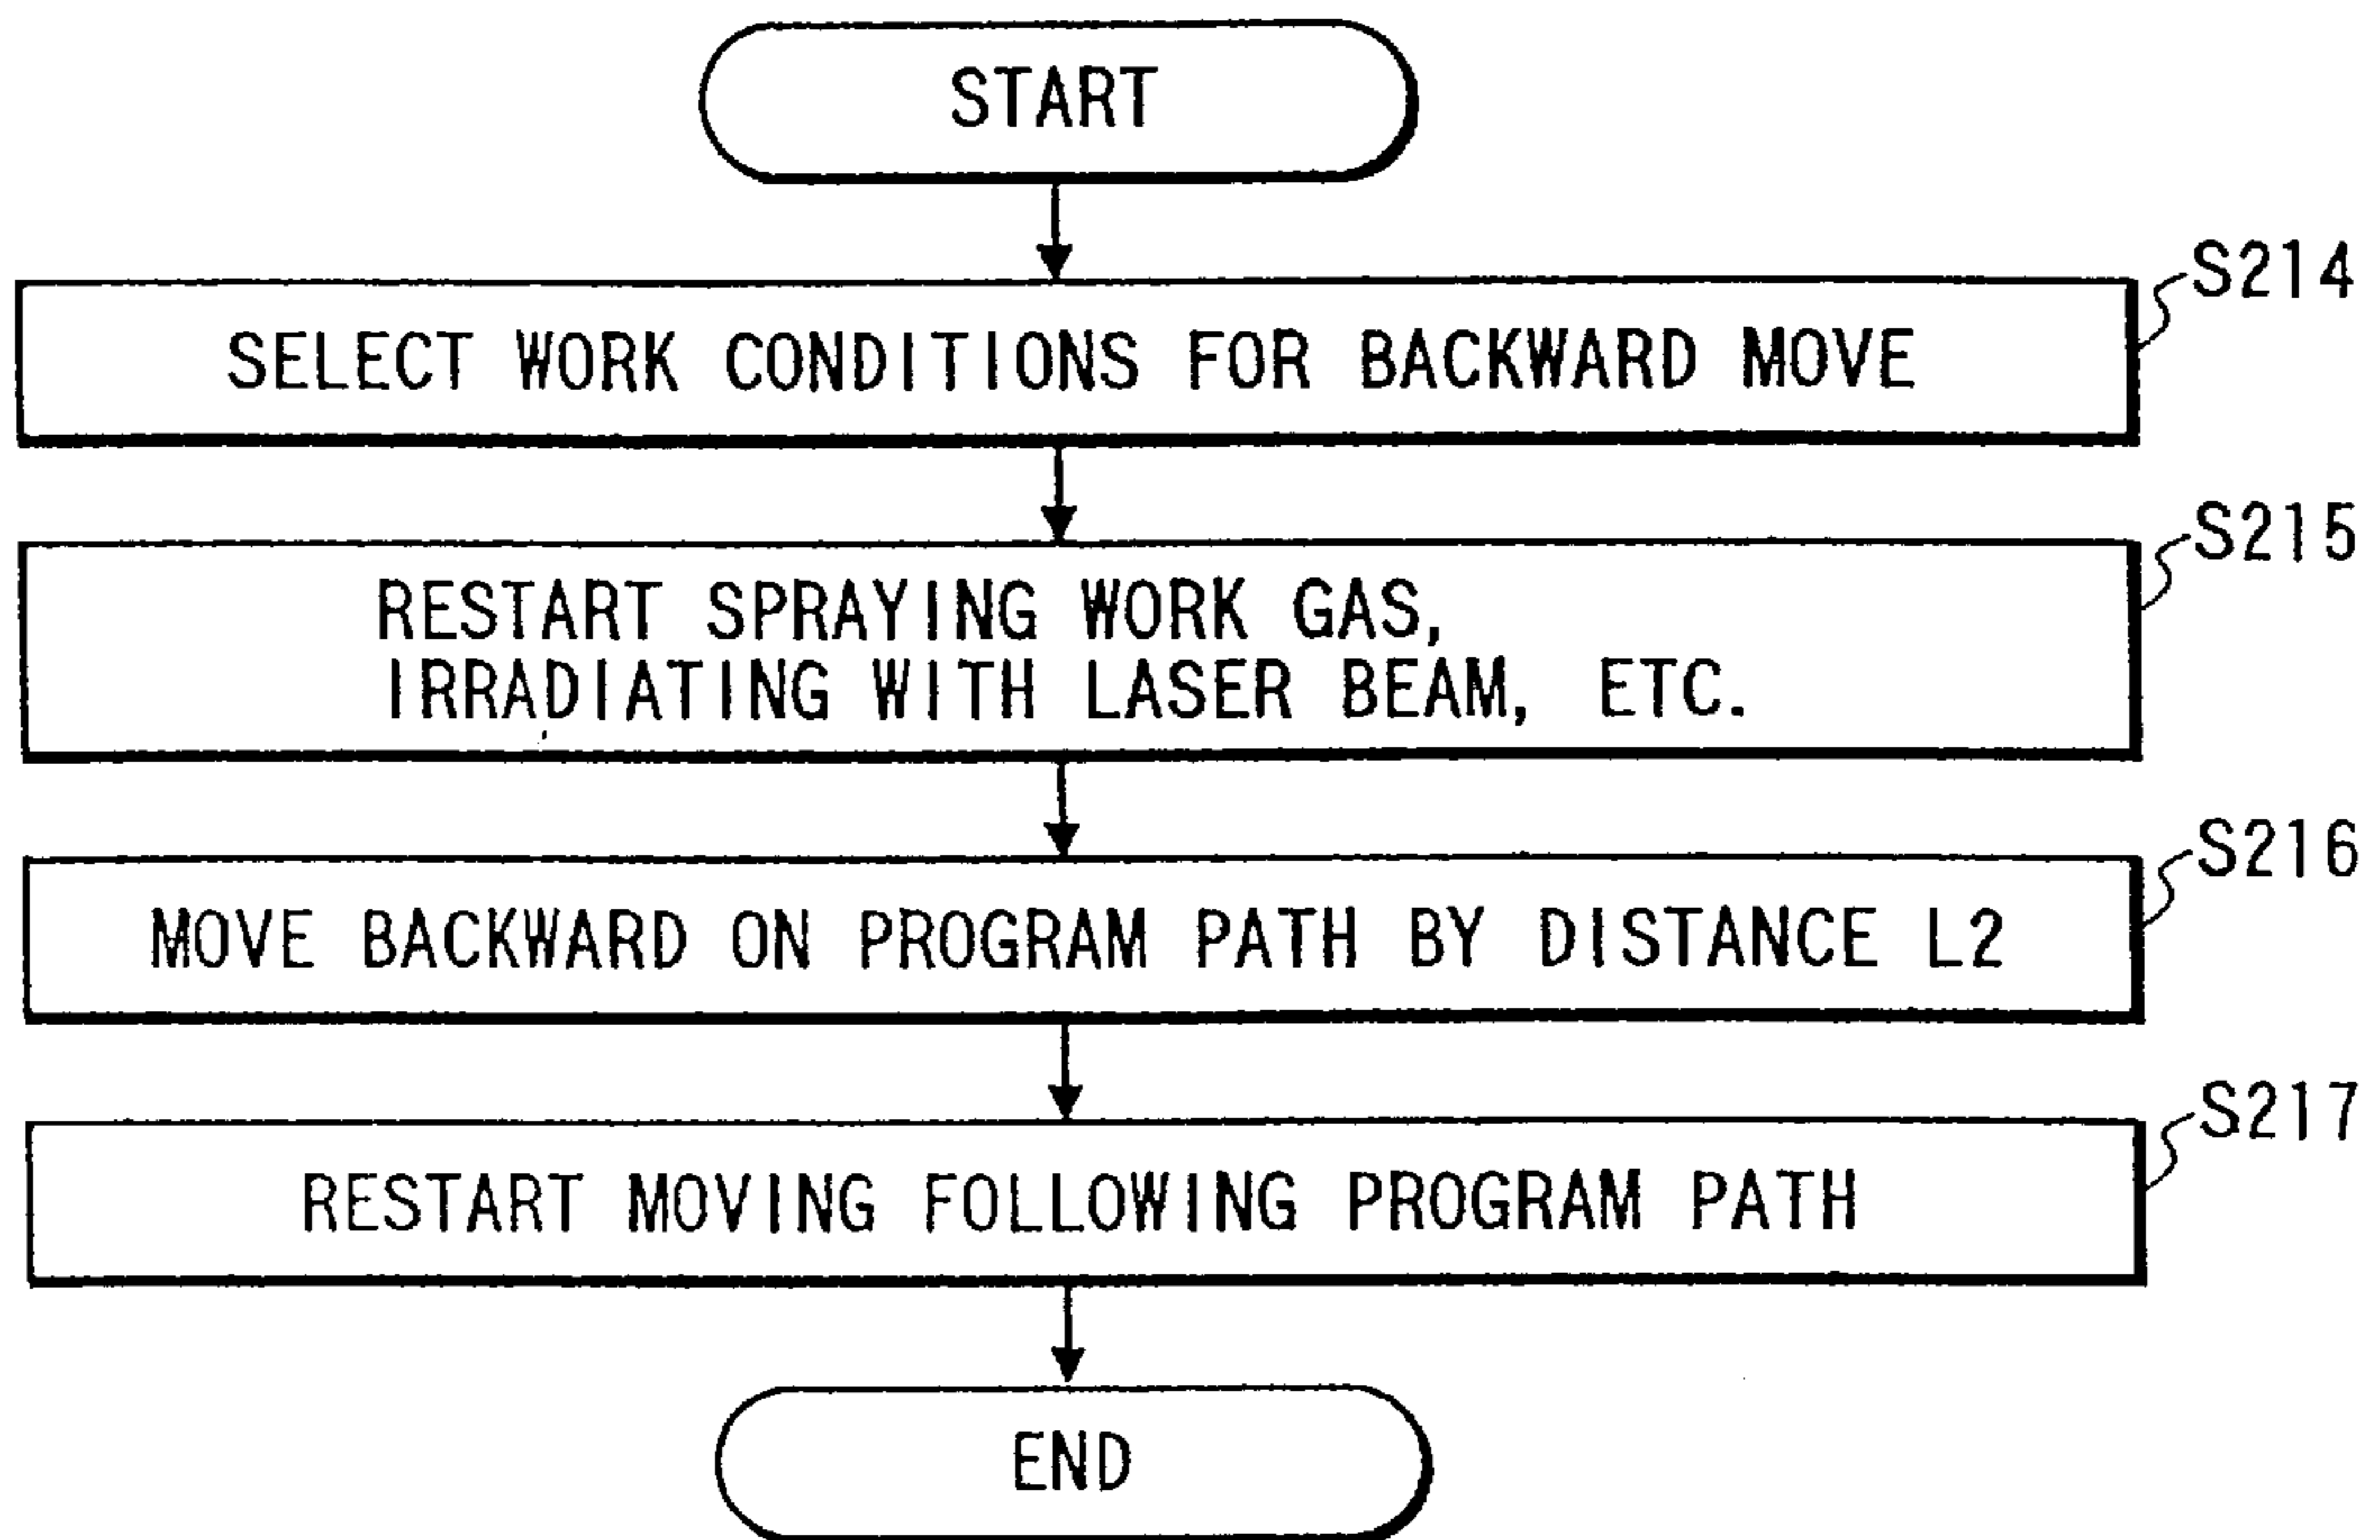 START
S214
SELECT WORK CONDITIONS FOR BACKWARD MOVE
S215
RESTART SPRAYING WORK GAS,
IRRADIATING WITH LASER BEAM, ETC.
S216
MOVE BACKWARD ON PROGRAM PATH BY DISTANCE L2
S217
RESTART MOVING FOLLOWING PROGRAM PATH
END